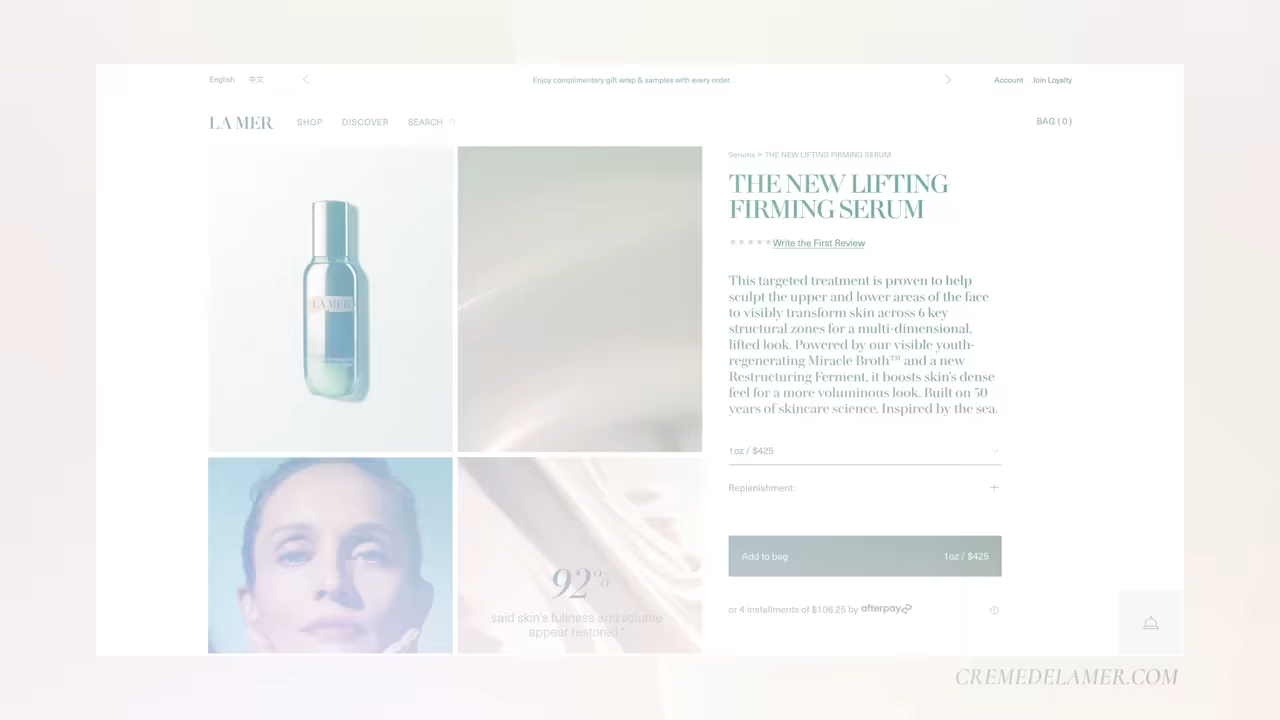 English 中文
Enjoy complimentary gift wrap & samples with every order.
Account Join Loyalty
LA MER SHOP DISCOVER SEARCH
BAG ( 0 )
LA MER
92%
said skin's fullness and volume
appear restored*
Serums > THE NEW LIFTING FIRMING SERUM
THE NEW LIFTING
FIRMING SERUM
Write the First Review
This targeted treatment is proven to help
sculpt the upper and lower areas of the face
to visibly transform skin across 6 key
structural zones for a multi-dimensional,
lifted look. Powered by our visible youth-
regenerating Miracle Broth™ and a new
Restructuring Ferment, it boosts skin's dense
feel for a more voluminous look. Built on 50
years of skincare science. Inspired by the sea.
1oz / $425
Replenishment:
Add to bag 1oz / $425
or 4 installments of $106.25 by afterpay
CREMEDELAMER.COM